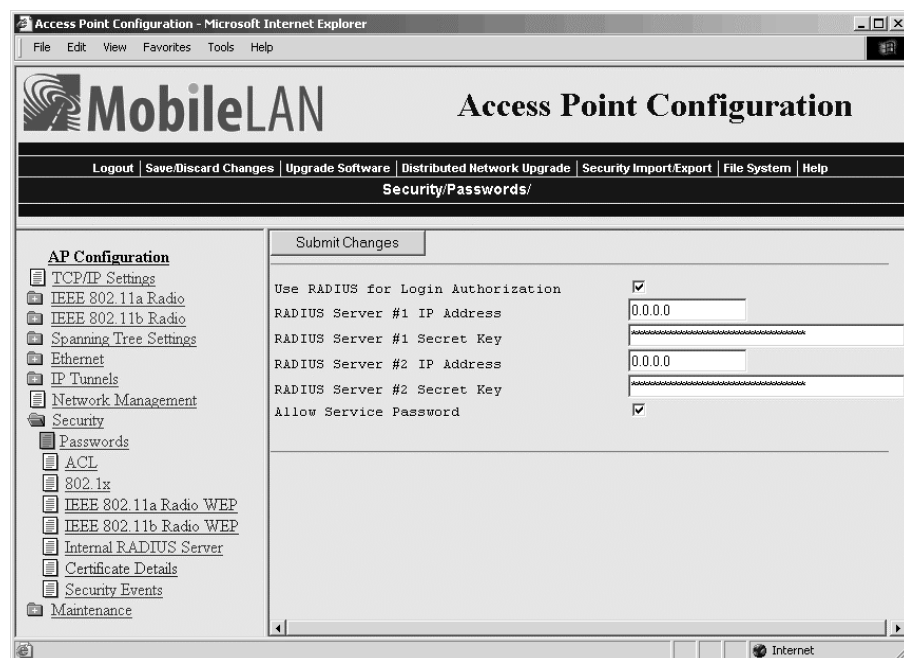 Access Point Configuration - Microsoft Internet Explorer
File Edit View Favorites Tools Help
MobileLAN
Access Point Configuration
Logout | Save/Discard Changes | Upgrade Software | Distributed Network Upgrade | Security Import/Export | File System | Help
Security/Passwords/
AP Configuration
TCP/IP Settings
IEEE 802.11a Radio
IEEE 802.11b Radio
Spanning Tree Settings
Ethernet
IP Tunnels
Network Management
Security
Passwords
ACL
802.1x
IEEE 802.11a Radio WEP
IEEE 802.11b Radio WEP
Internal RADIUS Server
Certificate Details
Security Events
Maintenance
Submit Changes
Use RADIUS for Login Authorization
RADIUS Server #1 IP Address 0.0.0.0
RADIUS Server #1 Secret Key
RADIUS Server #2 IP Address 0.0.0.0
RADIUS Server #2 Secret Key
Allow Service Password
Internet